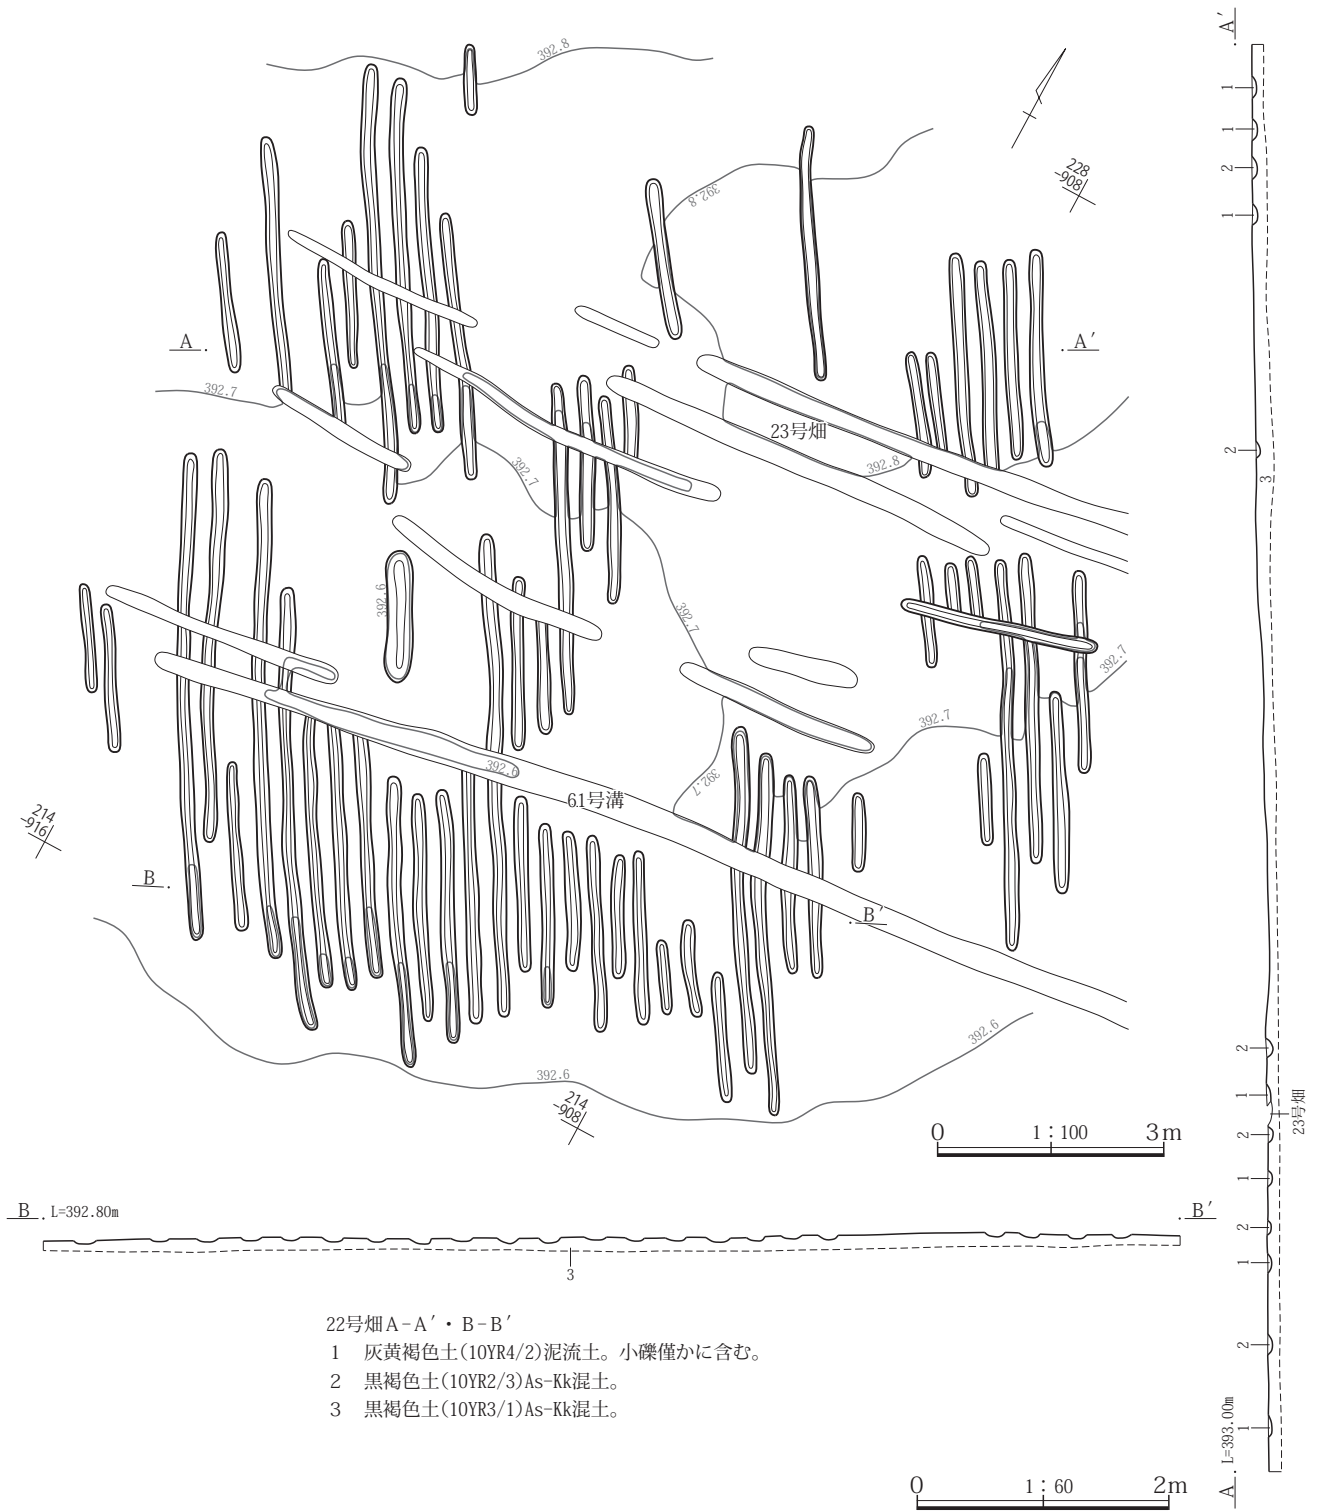 392.8
A′
1
1
2
1
228
-908
392.8
A
A′
392.7
23号畑
392.8
392.7
2
3
392.6
392.7
392.7
392.7
392.6
392.7
61号溝
214
-916
B
B′
392.6
392.6
214
-908
2
1
23号畑
2
1
2
1
2
1
0 1：100 3m
B L=392.80m B′
3
22号畑A-A′・B-B′
1 灰黄褐色土(10YR4/2)泥流土。小礫僅かに含む。
2 黒褐色土(10YR2/3)As-Kk混土。
3 黒褐色土(10YR3/1)As-Kk混土。
A L=393.00m
0 1：60 2m